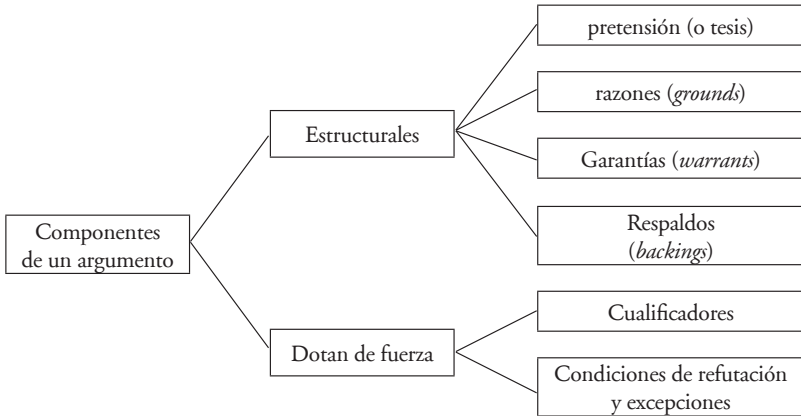 Componentes
de un argumento
Estructurales
pretensión (o tesis)
razones (grounds)
Garantías (warrants)
Respaldos
(backings)
Dotan de fuerza
Cualificadores
Condiciones de refutación
y excepciones